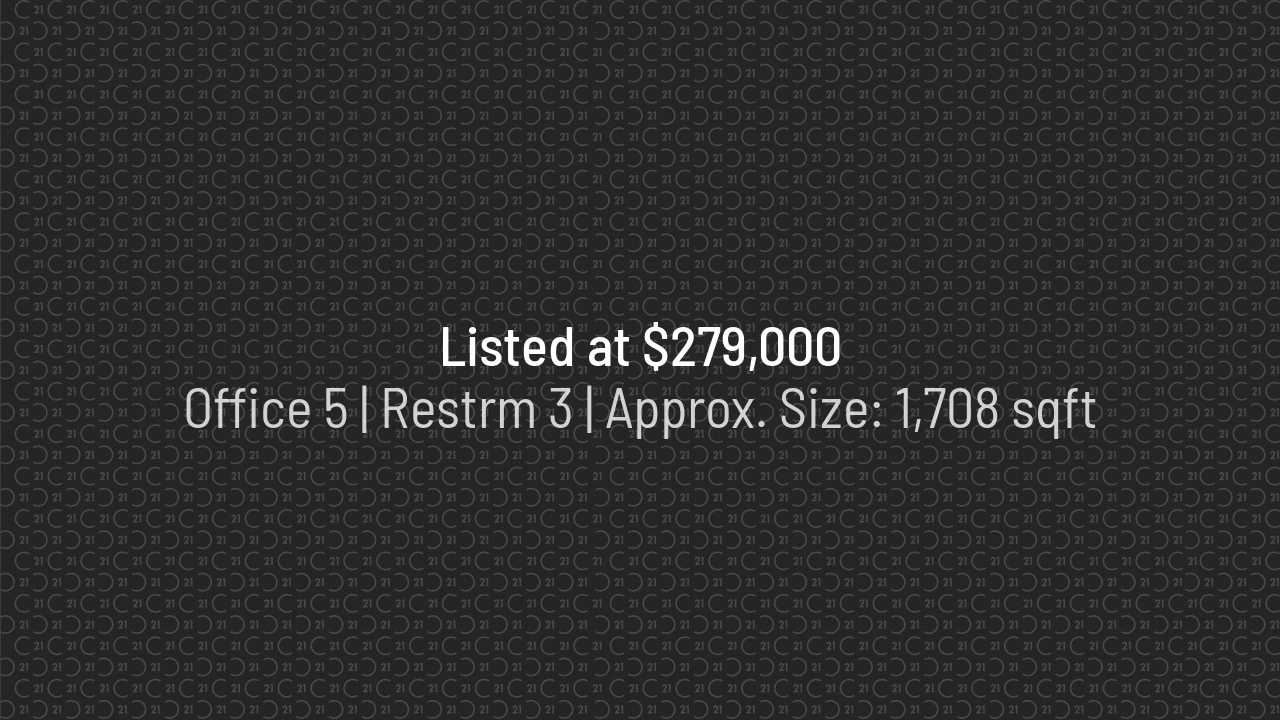 Listed at $279,000
Office 5 | Restrm 3 | Approx. Size: 1,708 sqft